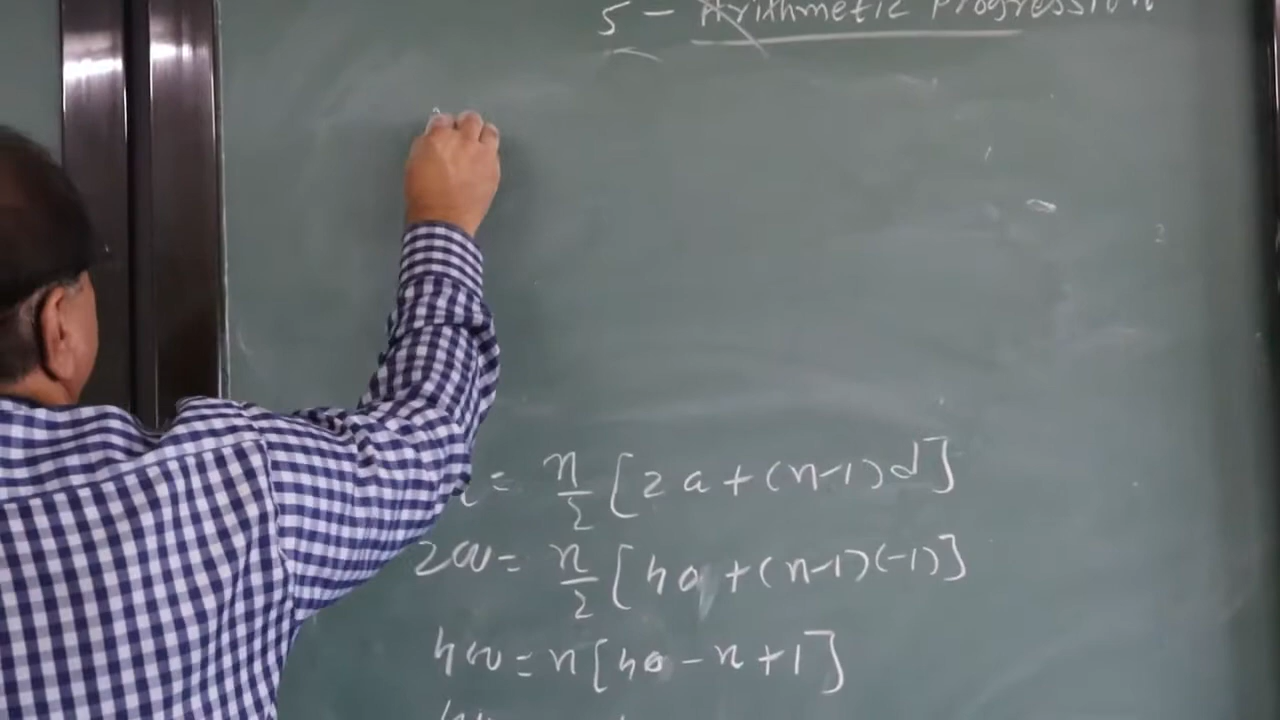 5 - Arithmetic Progression
= n/2 [2a+(n-1)d]
200 = n/2 [40+(n-1)(-1)]
400 = n[40-n+1]